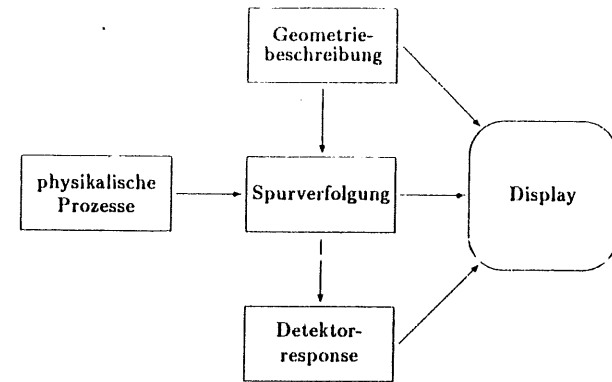 Geometrie-
beschreibung
physikalische
Prozesse
Spurverfolgung
Display
Detektor-
response